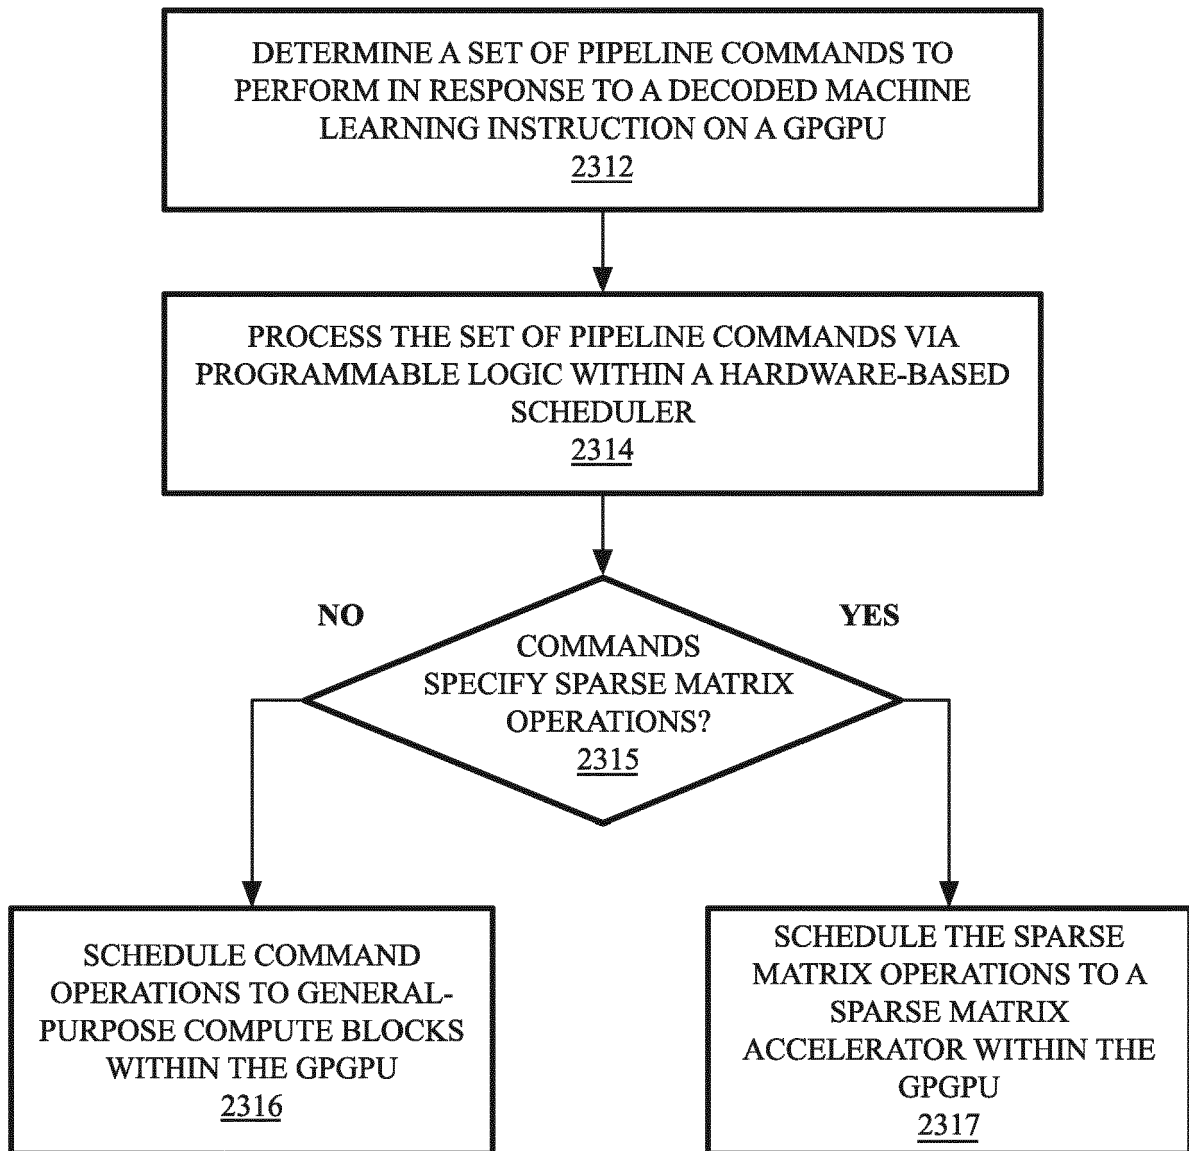 DETERMINE A SET OF PIPELINE COMMANDS TO
PERFORM IN RESPONSE TO A DECODED MACHINE
LEARNING INSTRUCTION ON A GPGPU
2312
PROCESS THE SET OF PIPELINE COMMANDS VIA
PROGRAMMABLE LOGIC WITHIN A HARDWARE-BASED
SCHEDULER
2314
NO
YES
COMMANDS
SPECIFY SPARSE MATRIX
OPERATIONS?
2315
SCHEDULE COMMAND
OPERATIONS TO GENERAL-
PURPOSE COMPUTE BLOCKS
WITHIN THE GPGPU
2316
SCHEDULE THE SPARSE
MATRIX OPERATIONS TO A
SPARSE MATRIX
ACCELERATOR WITHIN THE
GPGPU
2317